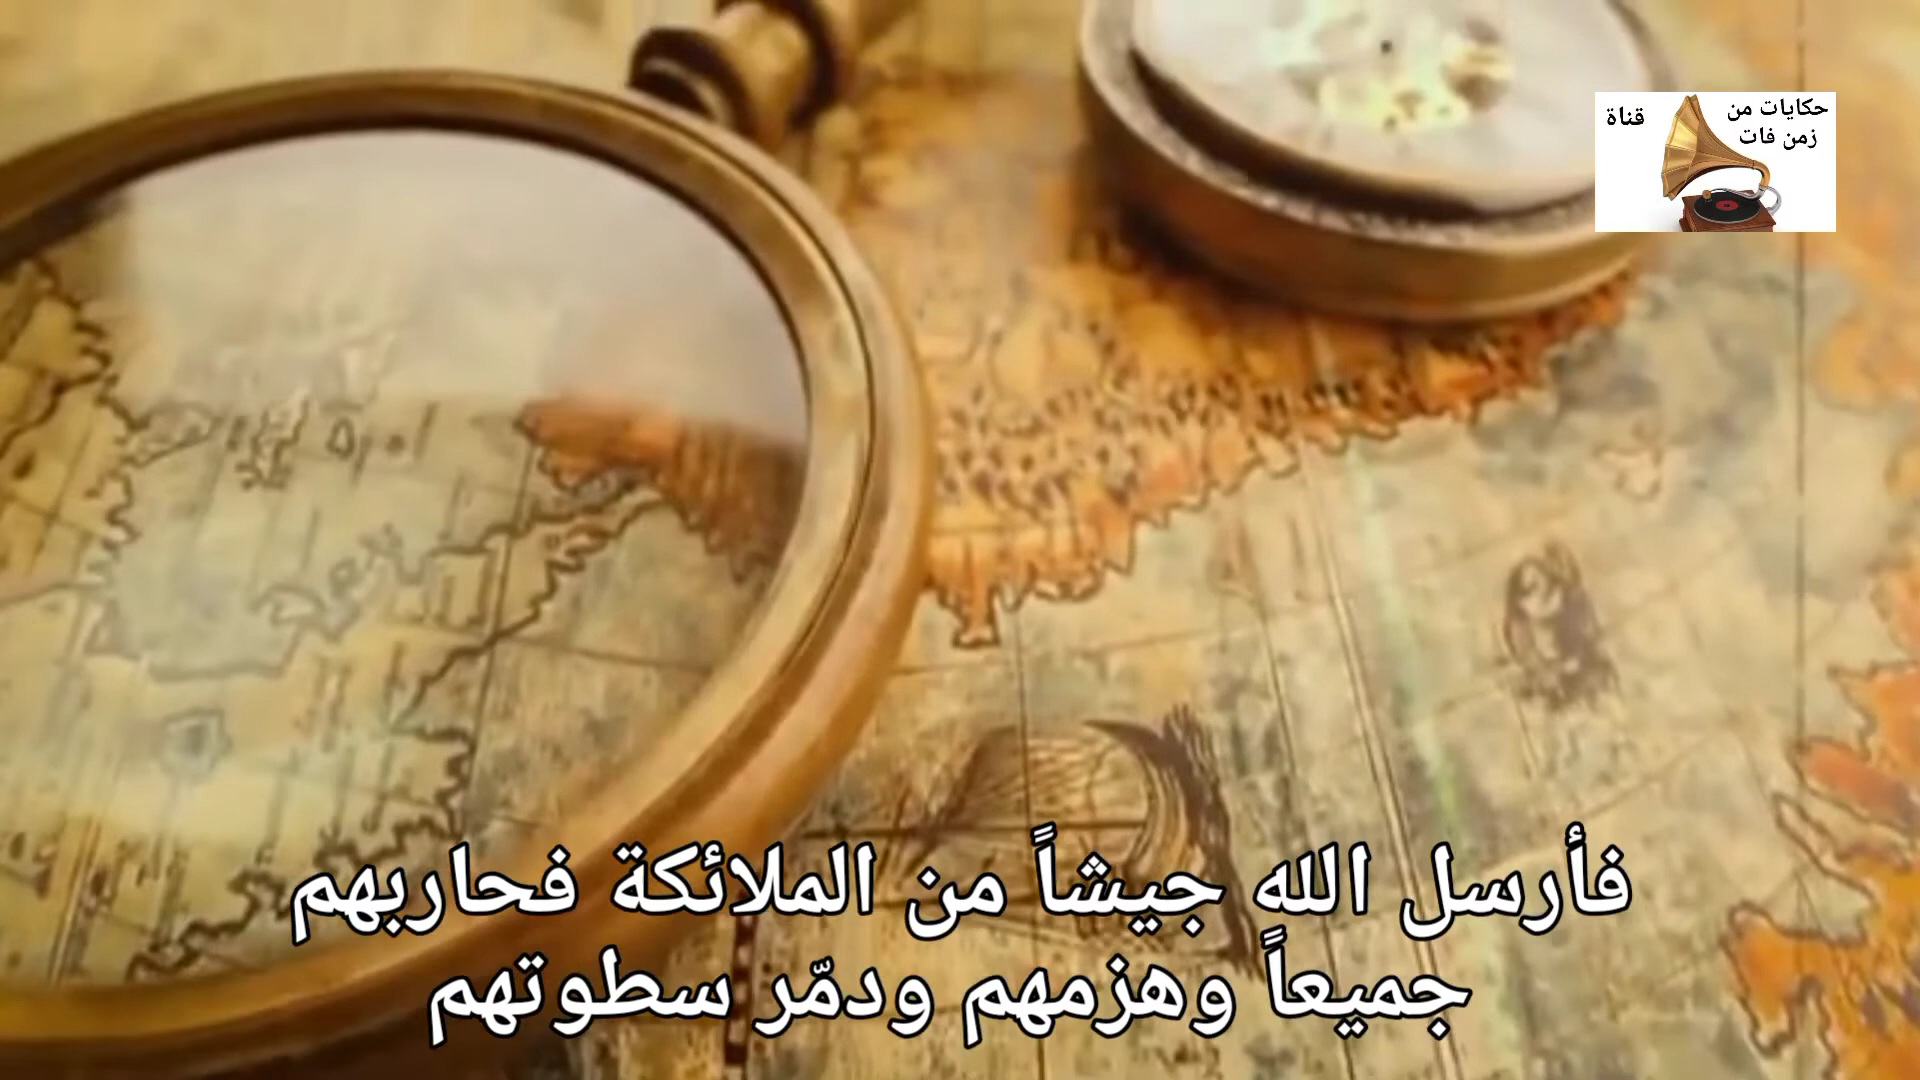 قناة
حكايات من
زمن فات
فأرسل الله جيشاً من الملائكة فحاربهم
جميعاً وهزمهم ودمّر سطوتهم